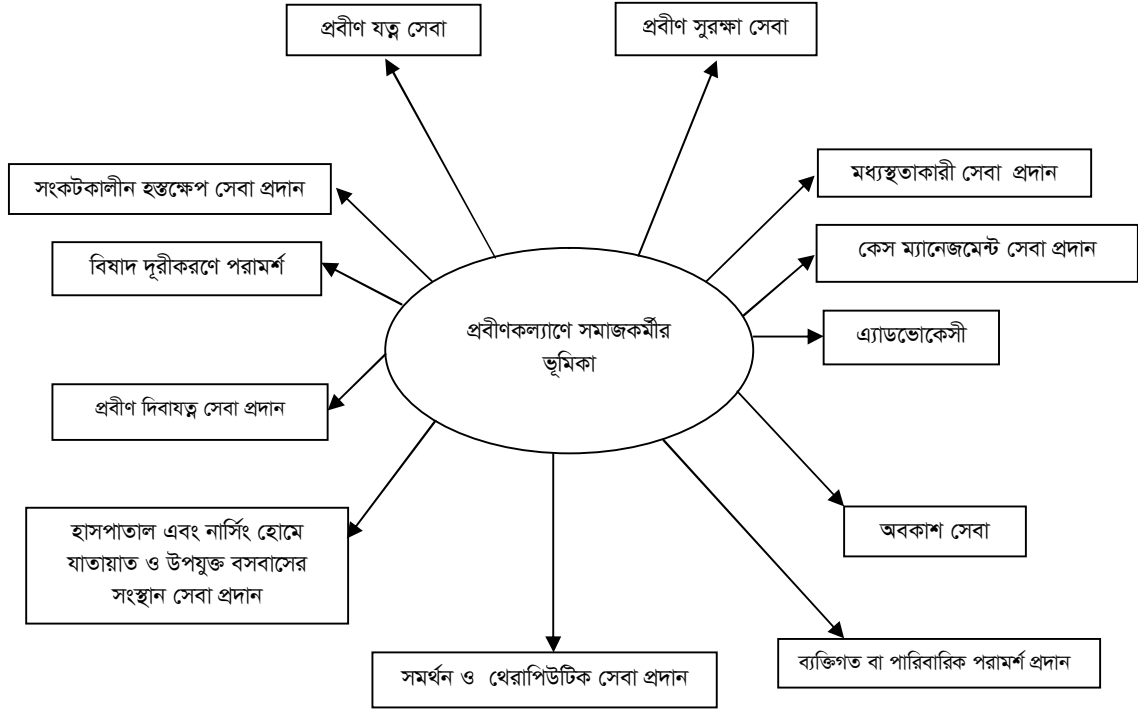 প্রবীণ যত্ন সেবা
প্রবীণ সুরক্ষা সেবা
সংকটকালীন হস্তক্ষেপ সেবা প্রদান
মধ্যস্থতাকারী সেবা প্রদান
বিষাদ দূরীকরণে পরামর্শ
কেস ম্যানেজমেন্ট সেবা প্রদান
প্রবীণকল্যাণে সমাজকর্মীর
ভূমিকা
এ্যাডভোকেসী
প্রবীণ দিবাযত্ন সেবা প্রদান
হাসপাতাল এবং নার্সিং হোমে
যাতায়াত ও উপযুক্ত বসবাসের
সংস্থান সেবা প্রদান
অবকাশ সেবা
সমর্থন ও থেরাপিউটিক সেবা প্রদান
ব্যক্তিগত বা পারিবারিক পরামর্শ প্রদান